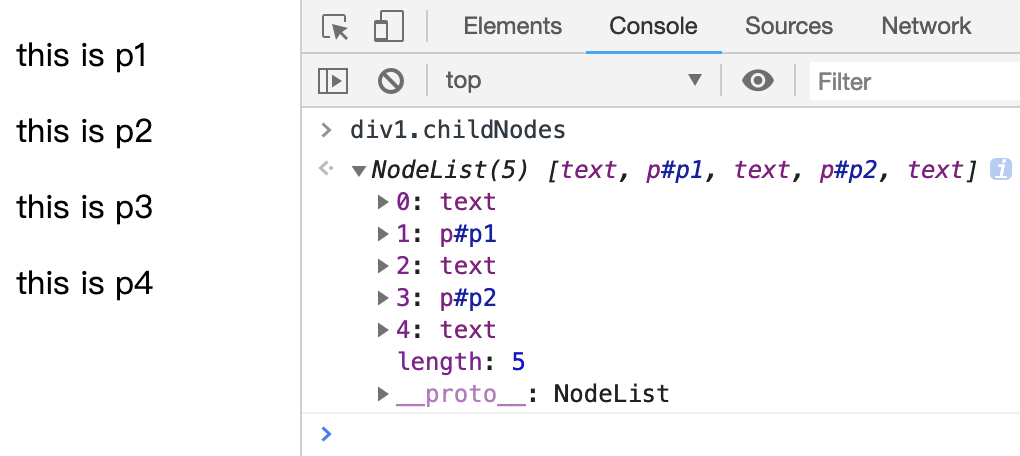 this is p1
this is p2
this is p3
this is p4
Elements Console Sources Network
top Filter
div1.childNodes
NodeList(5) [text, p#p1, text, p#p2, text] i
0: text
1: p#p1
2: text
3: p#p2
4: text
length: 5
__proto__: NodeList